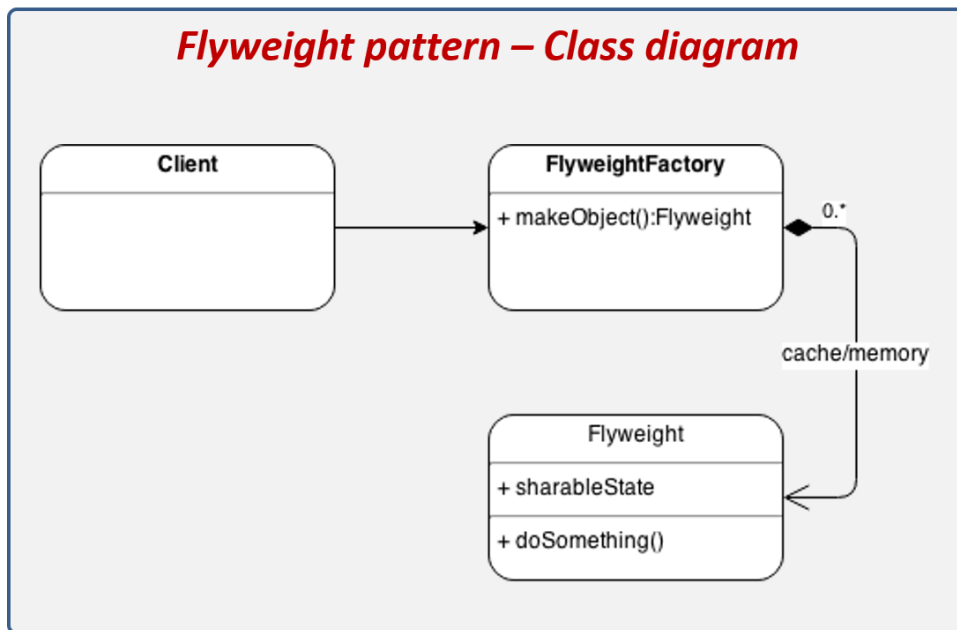 Flyweight pattern – Class diagram
Client
FlyweightFactory
+ makeObject():Flyweight
0.*
cache/memory
Flyweight
+ sharableState
+ doSomething()